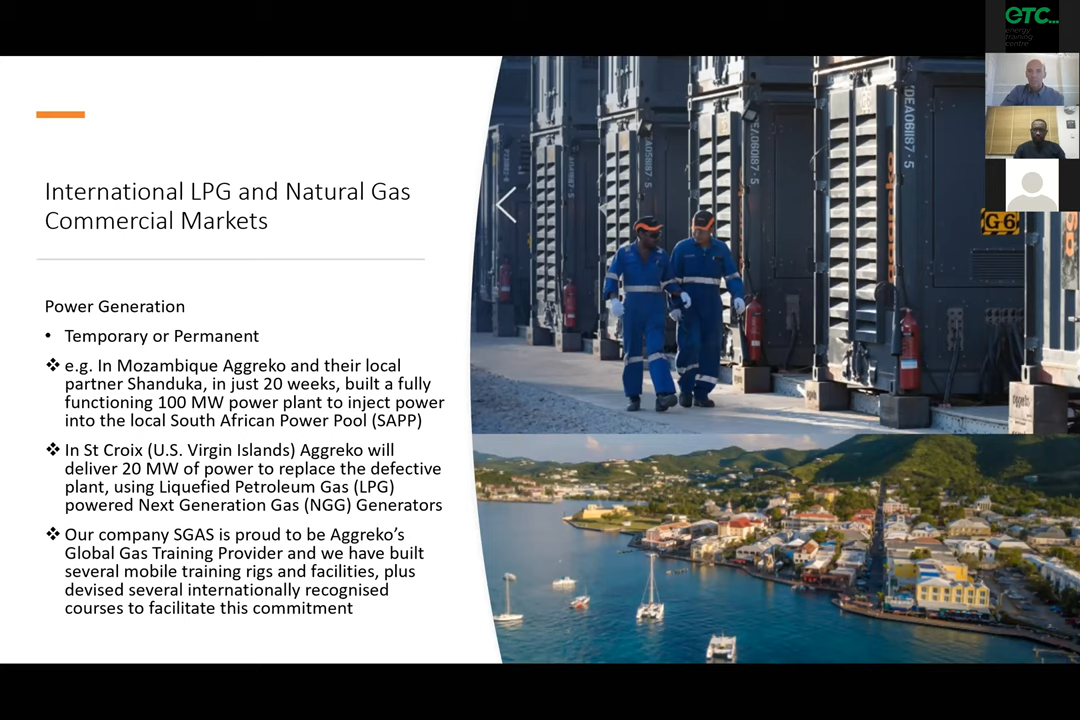 eTC...
energy
training
centre
International LPG and Natural Gas
Commercial Markets
Power Generation
• Temporary or Permanent
❖ e.g. In Mozambique Aggreko and their local
partner Shanduka, in just 20 weeks, built a fully
functioning 100 MW power plant to inject power
into the local South African Power Pool (SAPP)
❖ In St Croix (U.S. Virgin Islands) Aggreko will
deliver 20 MW of power to replace the defective
plant, using Liquefied Petroleum Gas (LPG)
powered Next Generation Gas (NGG) Generators
❖ Our company SGAS is proud to be Aggreko’s
Global Gas Training Provider and we have built
several mobile training rigs and facilities, plus
devised several internationally recognised
courses to facilitate this commitment
G6